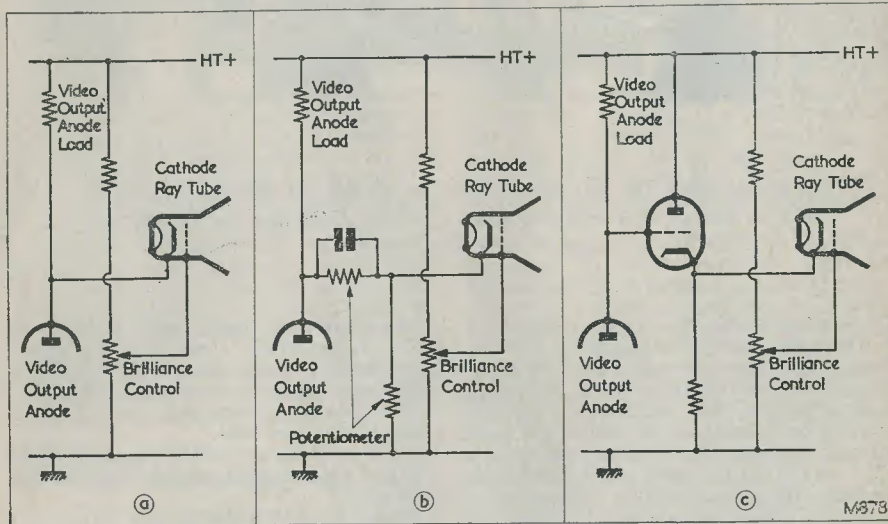 HT+
Video
Output
Anode
Load
Cathode
Ray Tube
Video
Output
Anode
Brilliance
Control
a
HT+
Video
Output
Anode
Load
Cathode
Ray Tube
Video
Output
Anode
Brilliance
Control
Potentiometer
b
HT+
Video
Output
Anode
Load
Cathode
Ray Tube
Video
Output
Anode
Brilliance
Control
c
M878